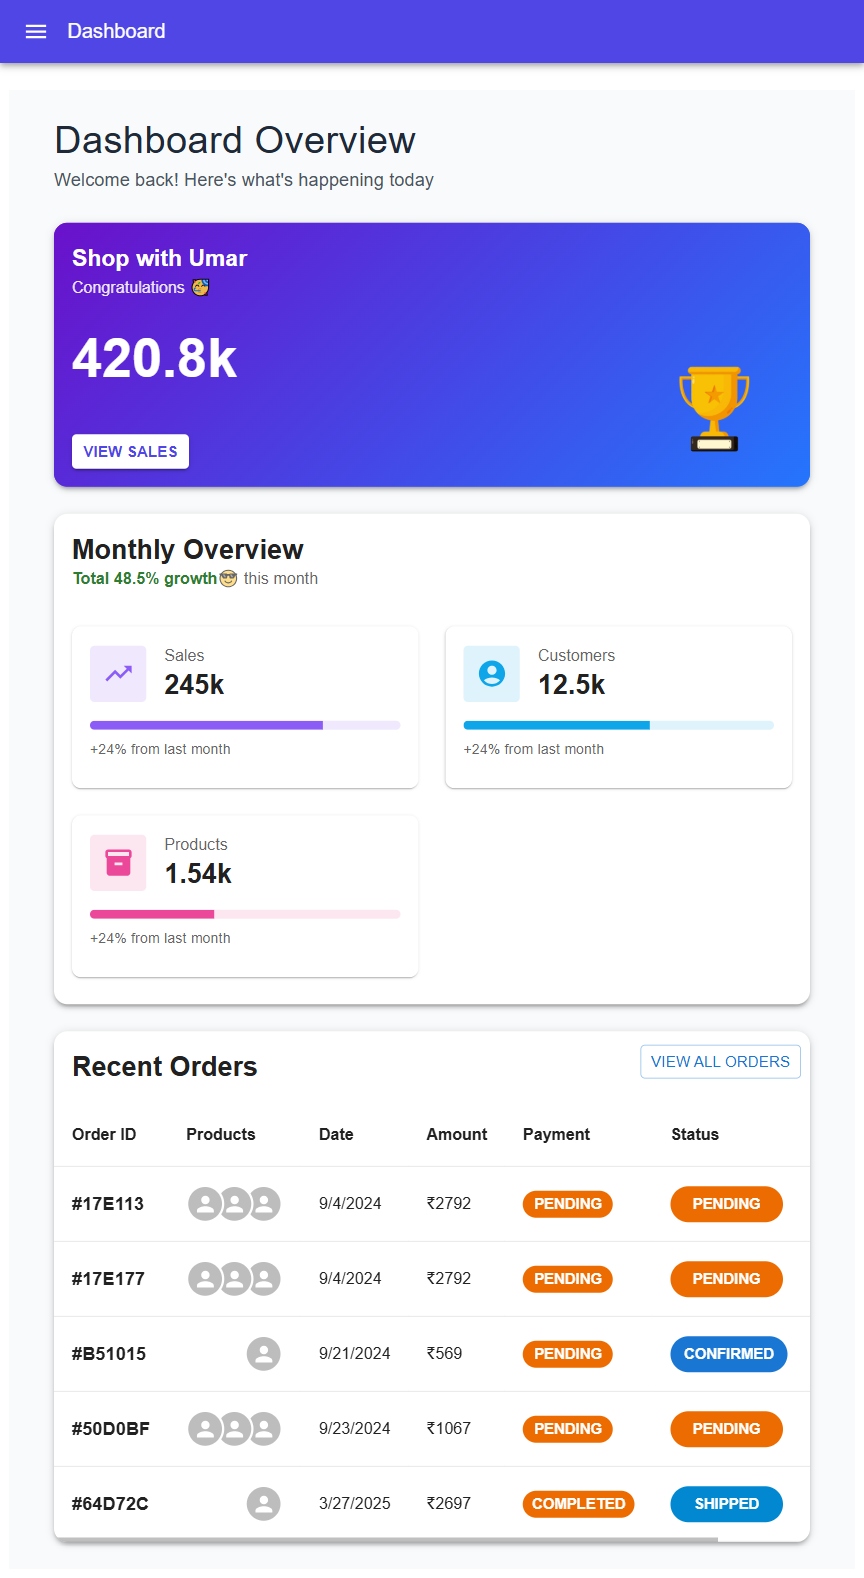 Dashboard
Dashboard Overview
Welcome back! Here's what's happening today
Shop with Umar
Congratulations 🥳
420.8k
VIEW SALES
Monthly Overview
Total 48.5% growth😎 this month
Sales
245k
+24% from last month
Customers
12.5k
+24% from last month
Products
1.54k
+24% from last month
Recent Orders
VIEW ALL ORDERS
Order ID Products Date Amount Payment Status
#17E113 9/4/2024 ₹2792 PENDING PENDING
#17E177 9/4/2024 ₹2792 PENDING PENDING
#B51015 9/21/2024 ₹569 PENDING CONFIRMED
#50D0BF 9/23/2024 ₹1067 PENDING PENDING
#64D72C 3/27/2025 ₹2697 COMPLETED SHIPPED